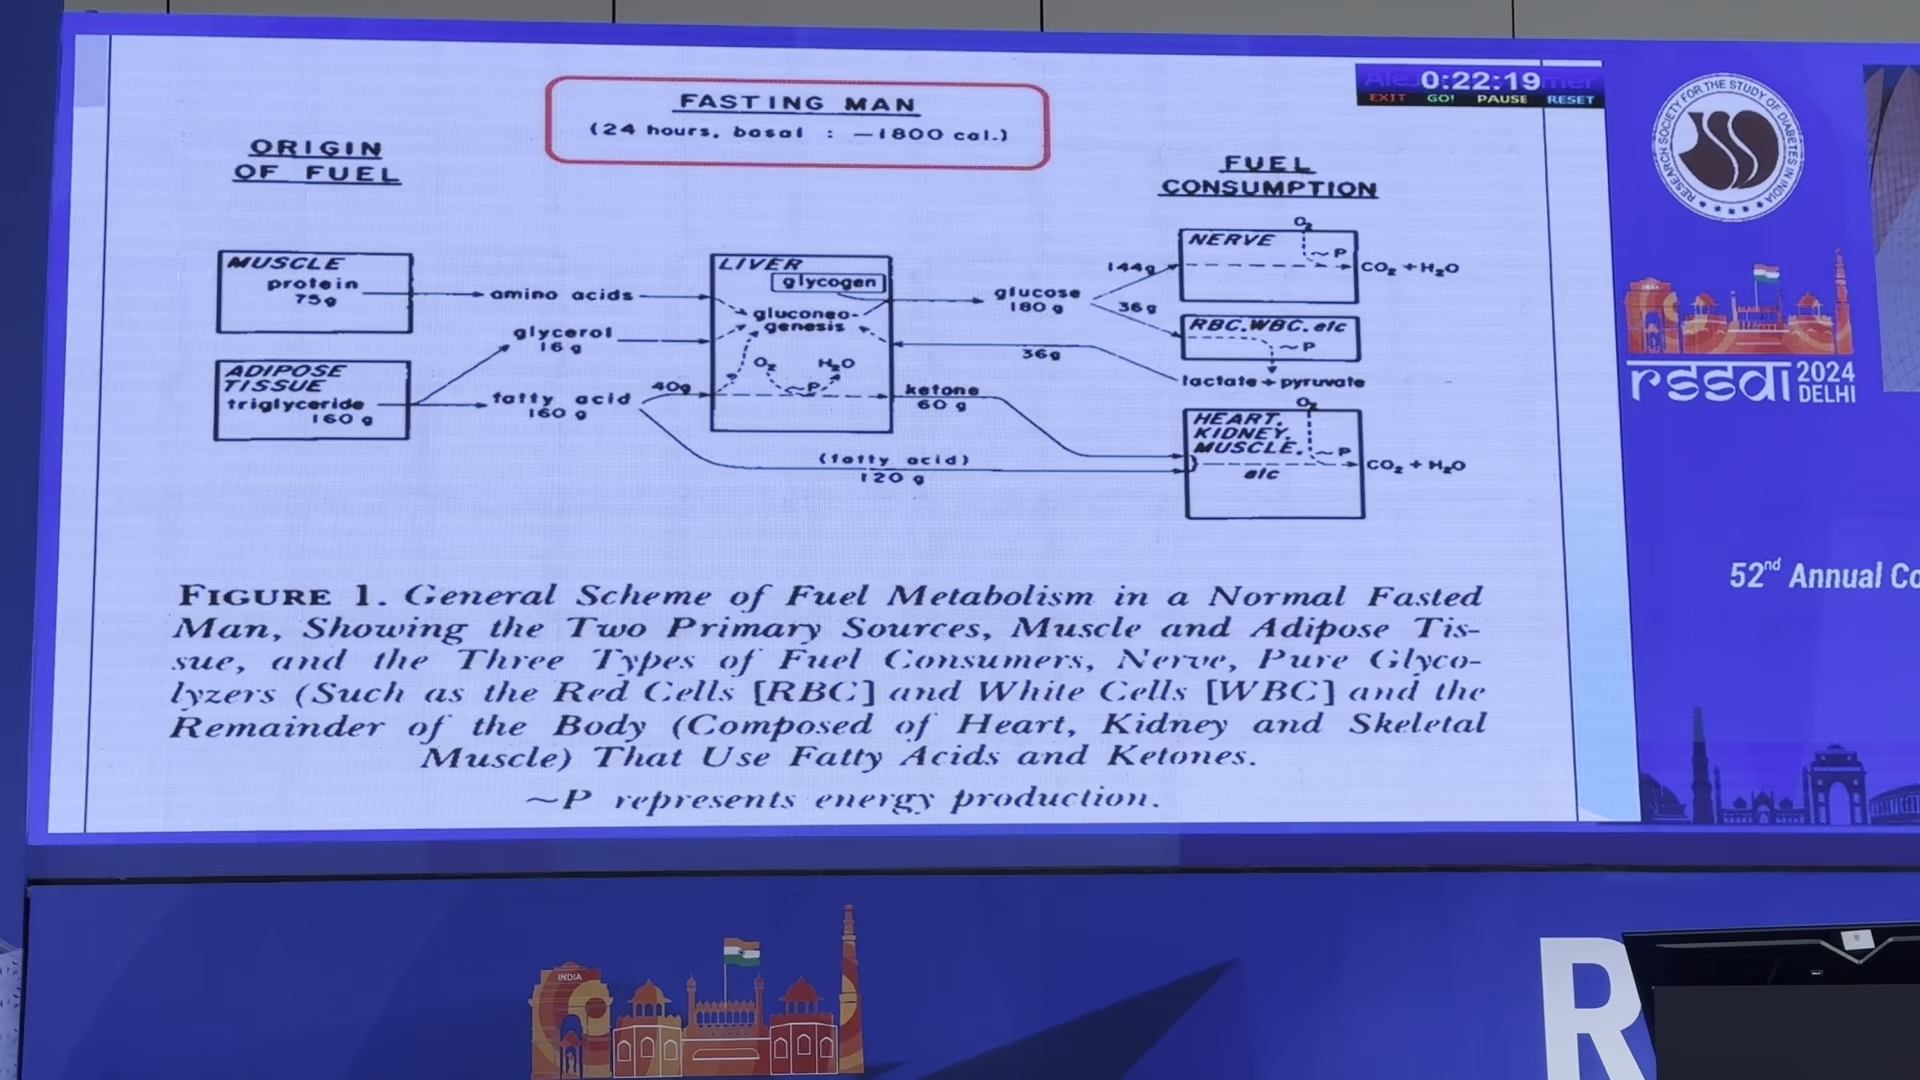 FASTING MAN
(24 hours, basal : —1800 cal.)
0:22:19
EXIT GO! PAUSE RESET
ORIGIN
OF FUEL
FUEL
CONSUMPTION
MUSCLE
protein
75g
amino acids
glycerol
16 g
ADIPOSE
TISSUE
triglyceride
160 g
fatty acid
160 g
40g
LIVER
glycogen
gluconeo-
genesis
O₂
H₂O
~P
glucose
180 g
144g
36g
36g
ketone
60 g
(fatty acid)
120 g
NERVE
O₂
~P
CO₂ + H₂O
RBC. WBC. etc
~P
lactate + pyruvate
HEART.
KIDNEY.
MUSCLE.
etc
O₂
~P
CO₂ + H₂O
FIGURE 1. General Scheme of Fuel Metabolism in a Normal Fasted
Man, Showing the Two Primary Sources, Muscle and Adipose Tis-
sue, and the Three Types of Fuel Consumers, Nerve, Pure Glyco-
lyzers (Such as the Red Cells [RBC] and White Cells [WBC] and the
Remainder of the Body (Composed of Heart, Kidney and Skeletal
Muscle) That Use Fatty Acids and Ketones.
~P represents energy production.
RESEARCH SOCIETY FOR THE STUDY OF DIABETES IN INDIA
rssdi 2024
DELHI
52nd Annual Co
INDIA
R